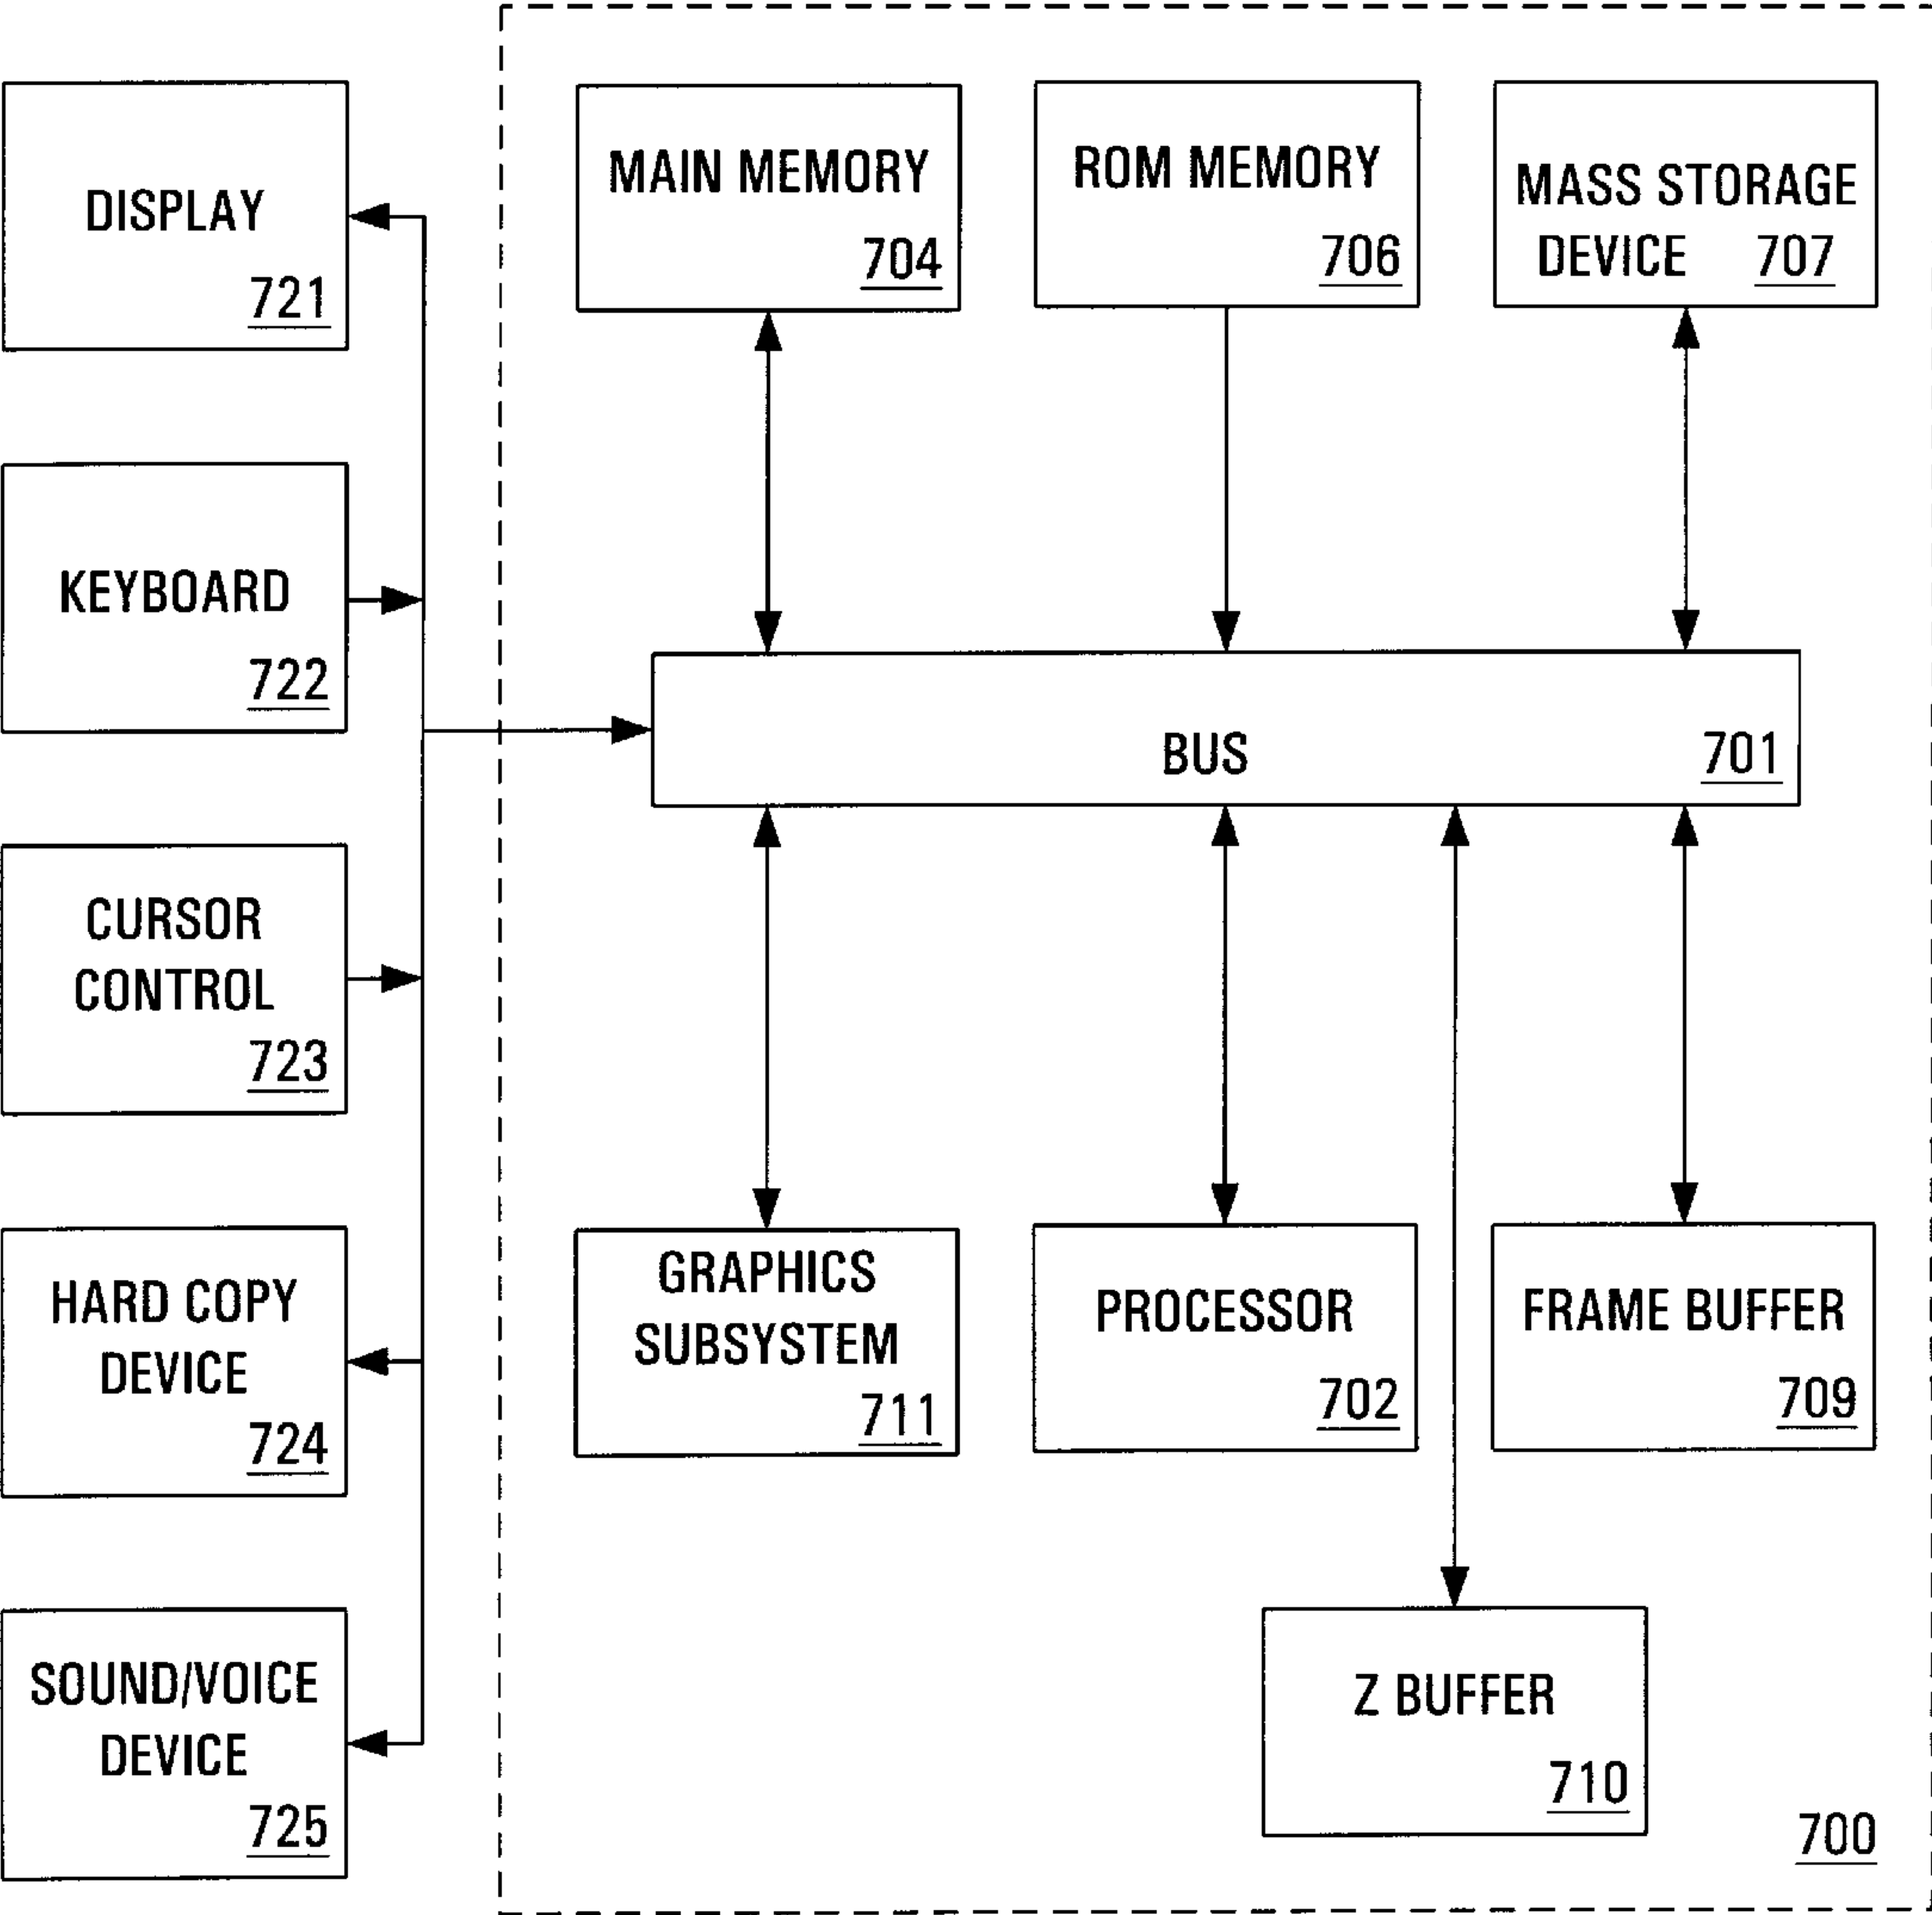 DISPLAY
721
KEYBOARD
722
CURSOR
CONTROL
723
HARD COPY
DEVICE
724
SOUND/VOICE
DEVICE
725
MAIN MEMORY
704
ROM MEMORY
706
MASS STORAGE
DEVICE 707
BUS 701
GRAPHICS
SUBSYSTEM
711
PROCESSOR
702
FRAME BUFFER
709
Z BUFFER
710
700